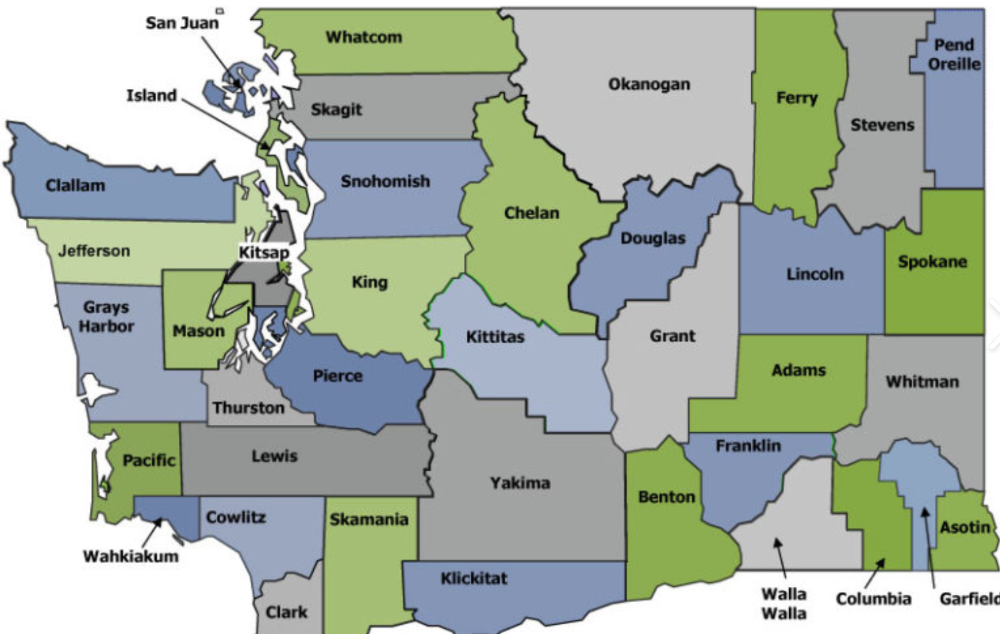 San Juan
Whatcom
Pend
Oreille
Okanogan
Island
Ferry
Skagit
Stevens
Clallam
Snohomish
Chelan
Douglas
Jefferson
Kitsap
Spokane
Lincoln
King
Grays
Harbor
Mason
Kittitas
Grant
Adams
Pierce
Whitman
Thurston
Franklin
Lewis
Pacific
Yakima
Benton
Cowlitz
Skamania
Asotin
Wahkiakum
Klickitat
Walla
Walla
Columbia
Garfield
Clark